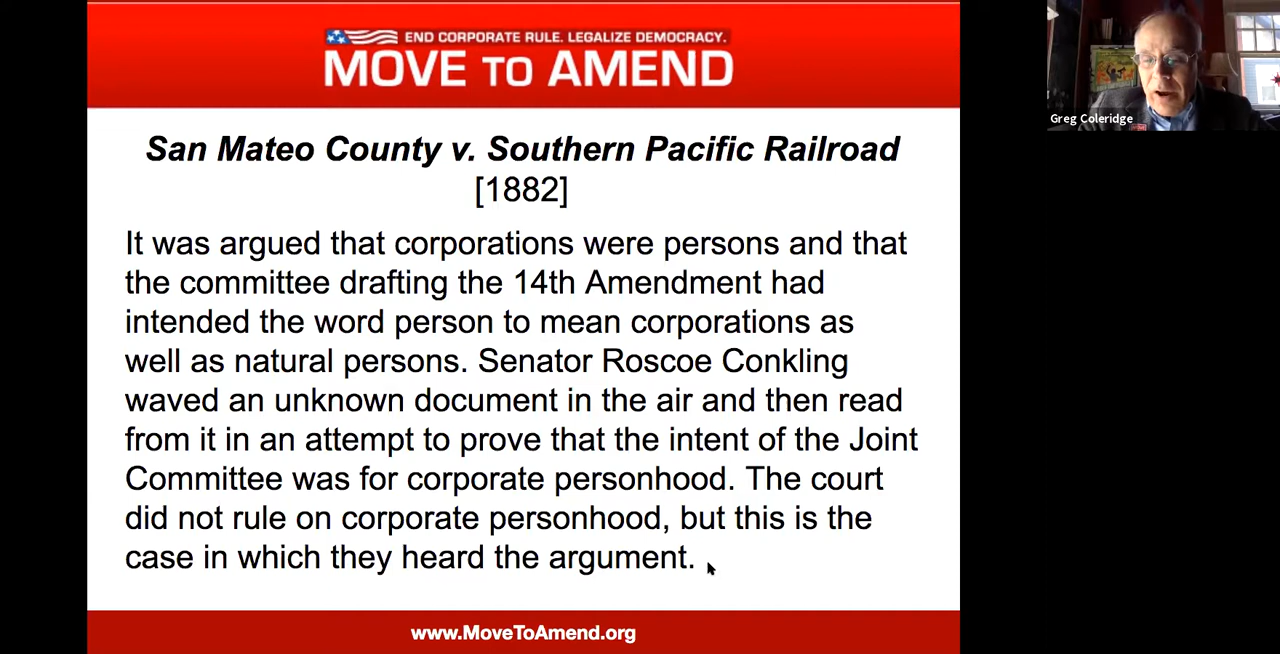 END CORPORATE RULE. LEGALIZE DEMOCRACY.
MOVE TO AMEND
San Mateo County v. Southern Pacific Railroad
[1882]
It was argued that corporations were persons and that
the committee drafting the 14th Amendment had
intended the word person to mean corporations as
well as natural persons. Senator Roscoe Conkling
waved an unknown document in the air and then read
from it in an attempt to prove that the intent of the Joint
Committee was for corporate personhood. The court
did not rule on corporate personhood, but this is the
case in which they heard the argument.
www.MoveToAmend.org
Greg Coleridge